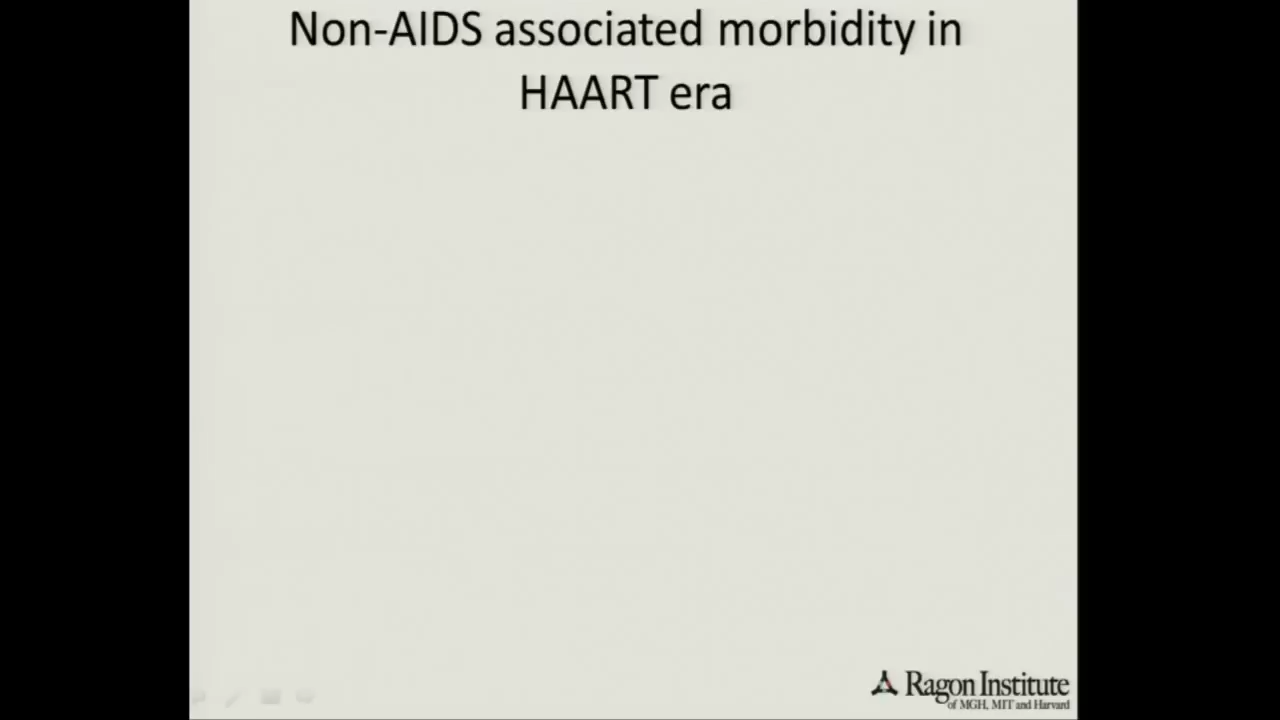 Non-AIDS associated morbidity in
HAART era
Ragon Institute
of MGH, MIT and Harvard